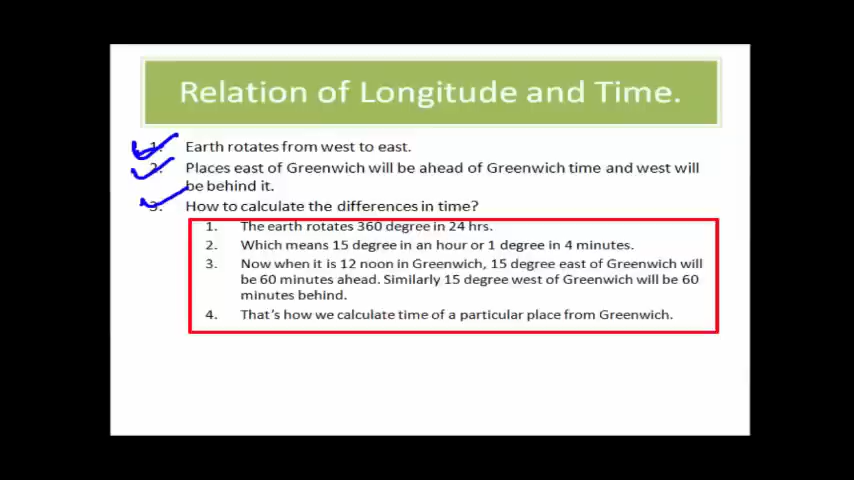 Relation of Longitude and Time.
1. Earth rotates from west to east.
2. Places east of Greenwich will be ahead of Greenwich time and west will
be behind it.
3. How to calculate the differences in time?
1. The earth rotates 360 degree in 24 hrs.
2. Which means 15 degree in an hour or 1 degree in 4 minutes.
3. Now when it is 12 noon in Greenwich, 15 degree east of Greenwich will
be 60 minutes ahead. Similarly 15 degree west of Greenwich will be 60
minutes behind.
4. That's how we calculate time of a particular place from Greenwich.